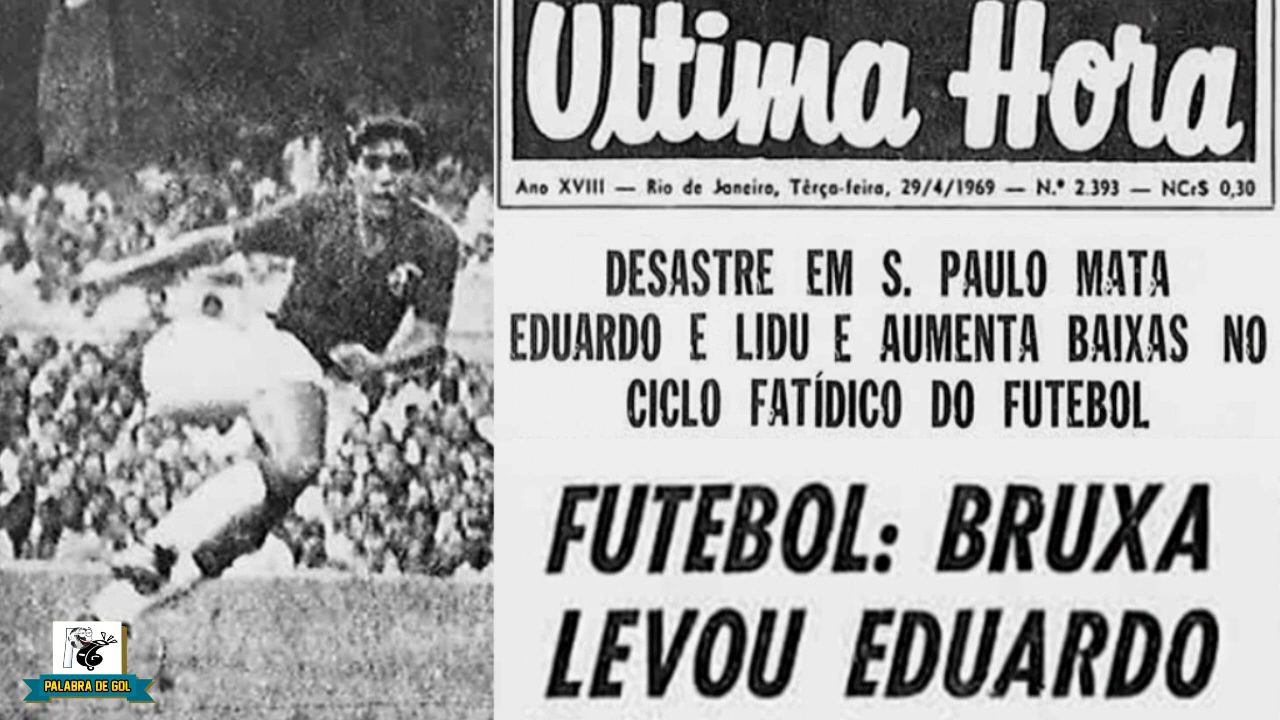 Ultima Hora
Ano XVIII — Rio de Janeiro, Têrça-feira, 29/4/1969 — N.º 2.393 — NCr$ 0,30
DESASTRE EM S. PAULO MATA
EDUARDO E LIDU E AUMENTA BAIXAS NO
CICLO FATÍDICO DO FUTEBOL
FUTEBOL: BRUXA
LEVOU EDUARDO
PALABRA DE GOL